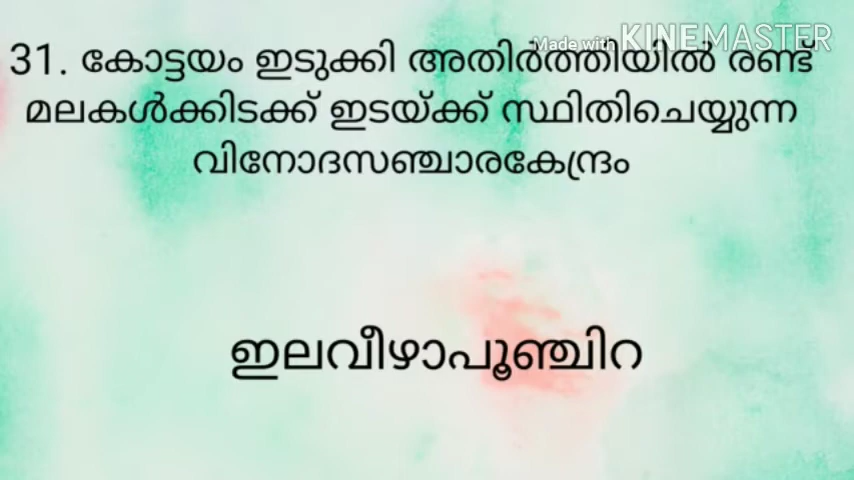 Made with KINEMASTER
31. കോട്ടയം ഇടുക്കി അതിർത്തിയിൽ രണ്ട്
മലകൾക്കിടക്ക് ഇടയ്ക്ക് സ്ഥിതിചെയ്യുന്ന
വിനോദസഞ്ചാരകേന്ദ്രം
ഇലവീഴാപൂഞ്ചിറ